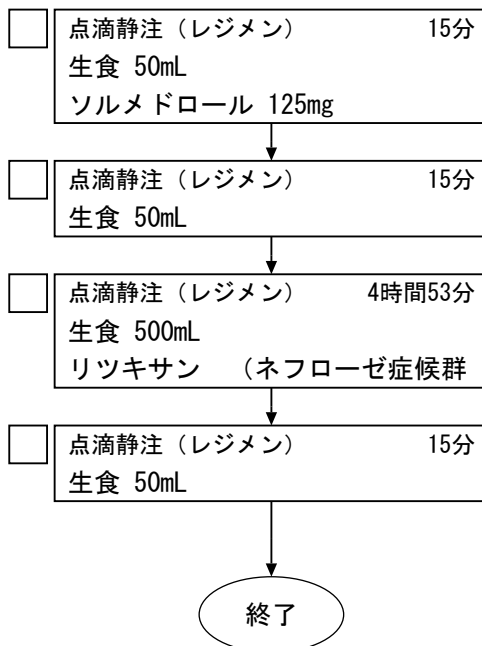 点滴静注（レジメン） 15分
生食 50mL
ソルメドロール 125mg
点滴静注（レジメン） 15分
生食 50mL
点滴静注（レジメン） 4時間53分
生食 500mL
リツキサン （ネフローゼ症候群
点滴静注（レジメン） 15分
生食 50mL
終了